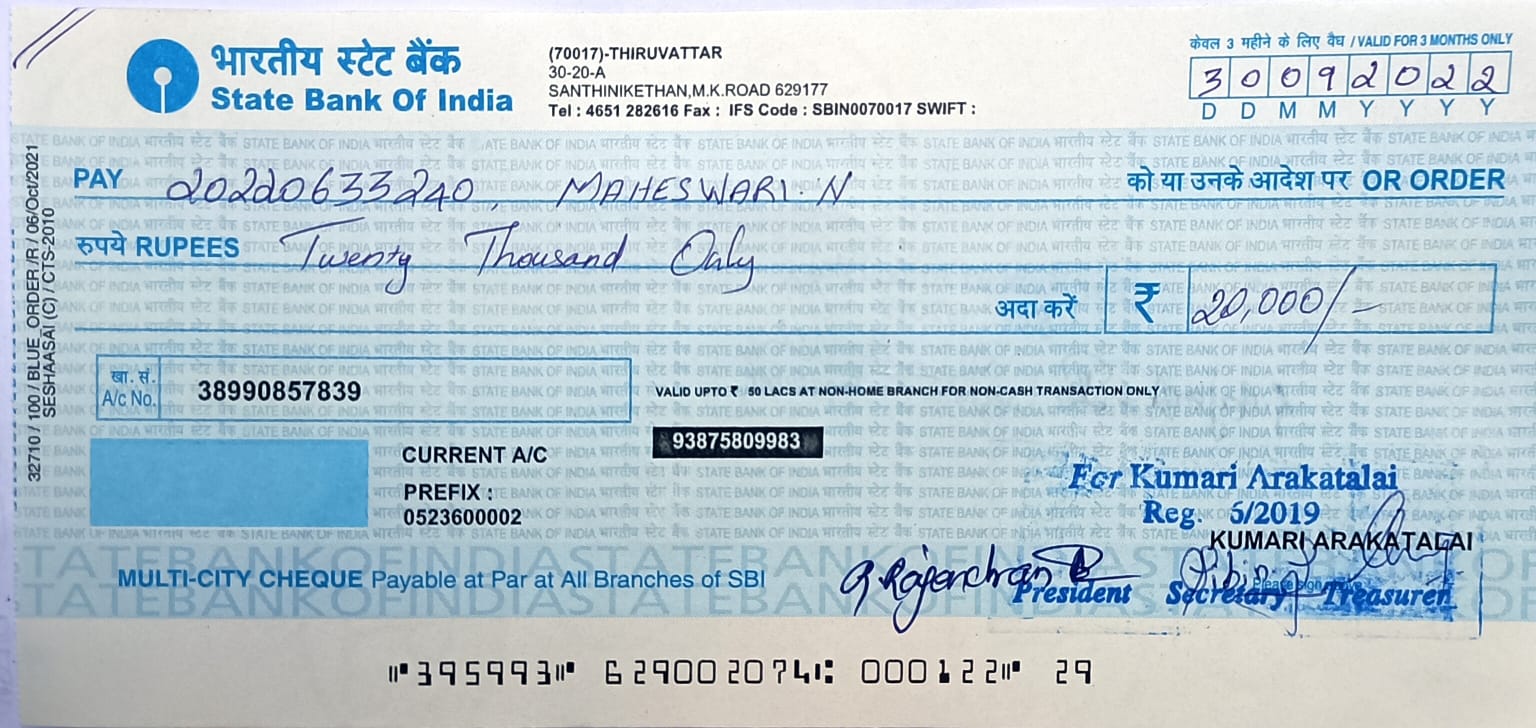 भारतीय स्टेट बैंक
State Bank Of India
(70017)-THIRUVATTAR
30-20-A
SANTHINIKETHAN,M.K.ROAD 629177
Tel : 4651 282616 Fax : IFS Code : SBIN0070017 SWIFT :
केवल 3 महीने के लिए वैध / VALID FOR 3 MONTHS ONLY
3 0 0 9 2 0 2 2
D D M M Y Y Y Y
PAY 20220633240, MAHESWARI. N को या उनके आदेश पर OR ORDER
रुपये RUPEES Twenty Thousand Only
अदा करें ₹ 20,000/-
खा. सं.
A/c No. 38990857839
VALID UPTO ₹ 50 LACS AT NON-HOME BRANCH FOR NON-CASH TRANSACTION ONLY
93875809983
CURRENT A/C
PREFIX :
0523600002
For Kumari Arakatalai
Reg. 5/2019
KUMARI ARAKATALAI
Please sign
President Secretary Treasurer
MULTI-CITY CHEQUE Payable at Par at All Branches of SBI
32710 / 100 / BLUE_ORDER /R / 06/Oct/2021
SESHAASAI (C) / CTS-2010
⑈395993⑈ 629002074⑆ 000122⑈ 29